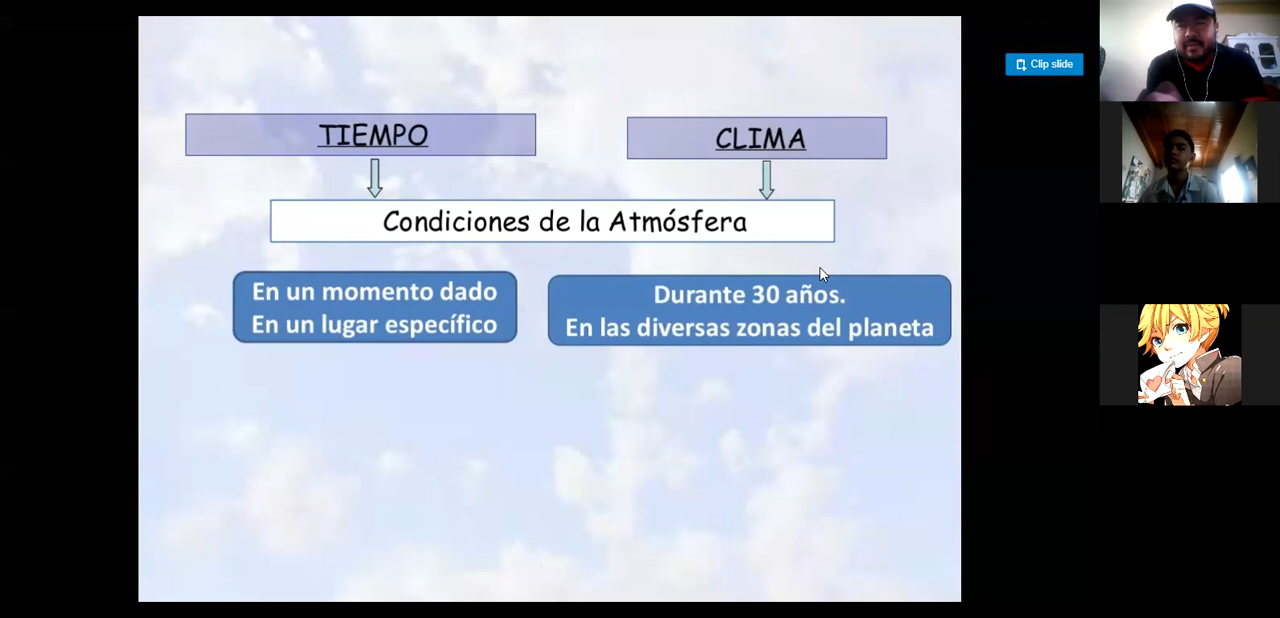 TIEMPO
CLIMA
Condiciones de la Atmósfera
En un momento dado
En un lugar específico
Durante 30 años.
En las diversas zonas del planeta
Clip slide